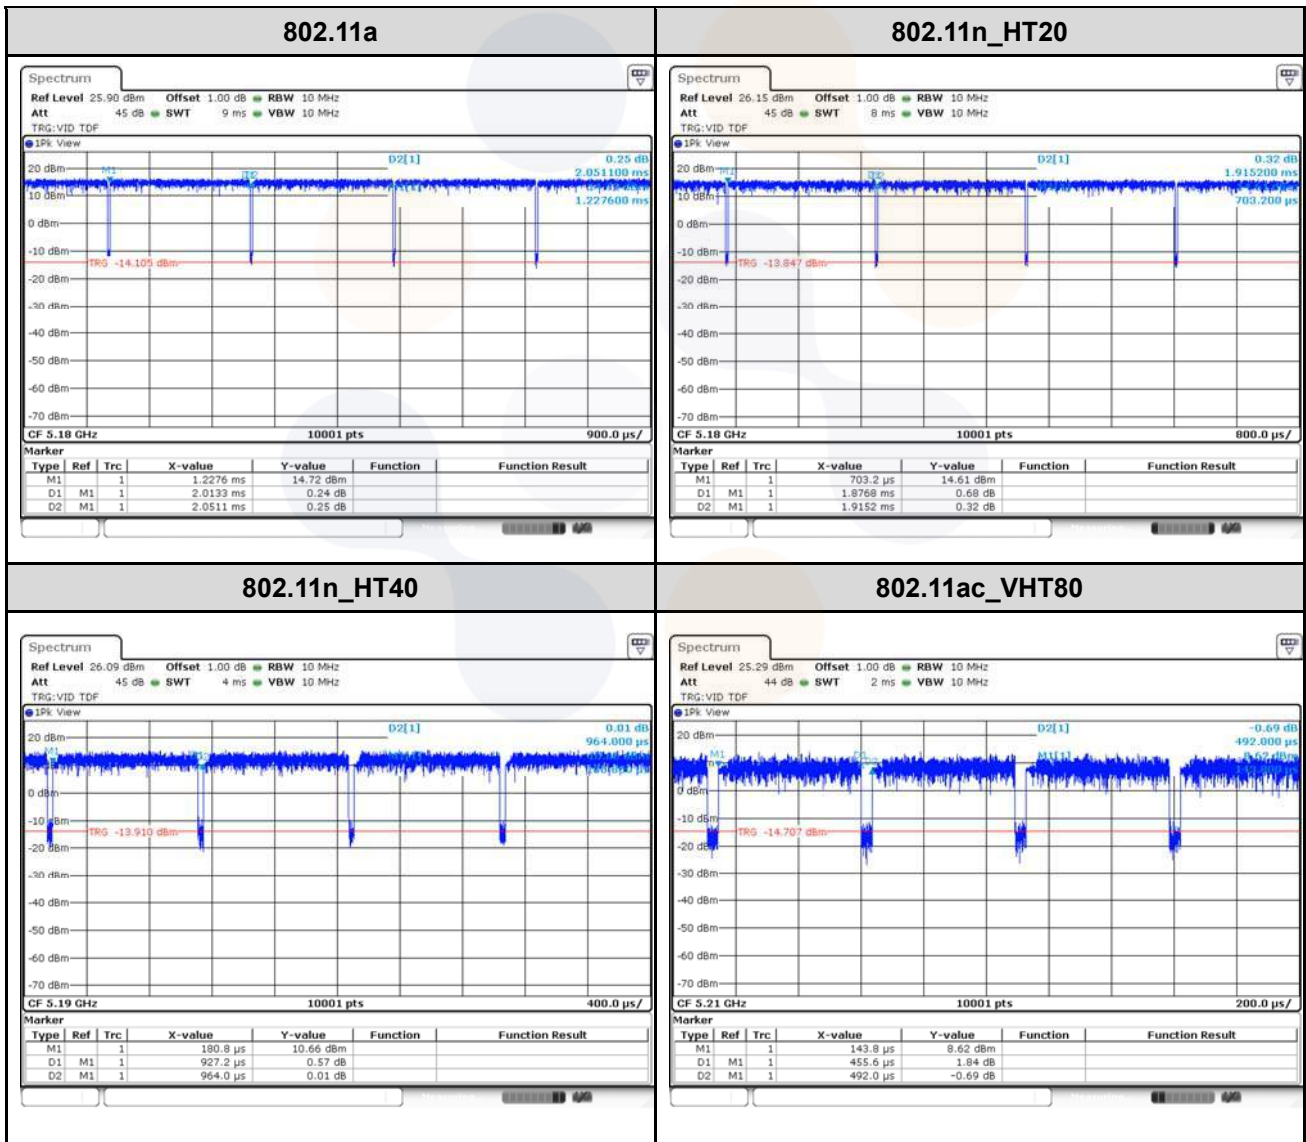 802.11a
Spectrum
Ref Level 25.90 dBm Offset 1.00 dB RBW 10 MHz
Att 45 dB SWT 9 ms VBW 10 MHz
TRG:VID TDF
1Pk View
D2[1] 0.25 dB
20 dBm M1 2.051100 ms
10 dBm 1.227600 ms
0 dBm
-10 dBm
TRG -14.105 dBm
-20 dBm
-30 dBm
-40 dBm
-50 dBm
-60 dBm
-70 dBm
CF 5.18 GHz 10001 pts 900.0 µs/
Marker
Type Ref Trc X-value Y-value Function Function Result
M1 1 1.2276 ms 14.72 dBm
D1 M1 1 2.0133 ms 0.24 dB
D2 M1 1 2.0511 ms 0.25 dB
802.11n_HT20
Spectrum
Ref Level 26.15 dBm Offset 1.00 dB RBW 10 MHz
Att 45 dB SWT 8 ms VBW 10 MHz
TRG:VID TDF
1Pk View
D2[1] 0.32 dB
20 dBm M1 1.915200 ms
10 dBm 703.200 µs
0 dBm
-10 dBm
TRG -13.847 dBm
-20 dBm
-30 dBm
-40 dBm
-50 dBm
-60 dBm
-70 dBm
CF 5.18 GHz 10001 pts 800.0 µs/
Marker
Type Ref Trc X-value Y-value Function Function Result
M1 1 703.2 µs 14.61 dBm
D1 M1 1 1.8768 ms 0.68 dB
D2 M1 1 1.9152 ms 0.32 dB
802.11n_HT40
Spectrum
Ref Level 26.09 dBm Offset 1.00 dB RBW 10 MHz
Att 45 dB SWT 4 ms VBW 10 MHz
TRG:VID TDF
1Pk View
D2[1] 0.01 dB
20 dBm 964.000 µs
M1
0 dBm
-10 dBm
TRG -13.910 dBm
-20 dBm
-30 dBm
-40 dBm
-50 dBm
-60 dBm
-70 dBm
CF 5.19 GHz 10001 pts 400.0 µs/
Marker
Type Ref Trc X-value Y-value Function Function Result
M1 1 180.8 µs 10.66 dBm
D1 M1 1 927.2 µs 0.57 dB
D2 M1 1 964.0 µs 0.01 dB
802.11ac_VHT80
Spectrum
Ref Level 25.29 dBm Offset 1.00 dB RBW 10 MHz
Att 44 dB SWT 2 ms VBW 10 MHz
TRG:VID TDF
1Pk View
D2[1] -0.69 dB
20 dBm 492.000 µs
M1 D1 M1[1] 8.62 dBm
0 dBm
-10 dBm
TRG -14.707 dBm
-20 dBm
-30 dBm
-40 dBm
-50 dBm
-60 dBm
-70 dBm
CF 5.21 GHz 10001 pts 200.0 µs/
Marker
Type Ref Trc X-value Y-value Function Function Result
M1 1 143.8 µs 8.62 dBm
D1 M1 1 455.6 µs 1.84 dB
D2 M1 1 492.0 µs -0.69 dB